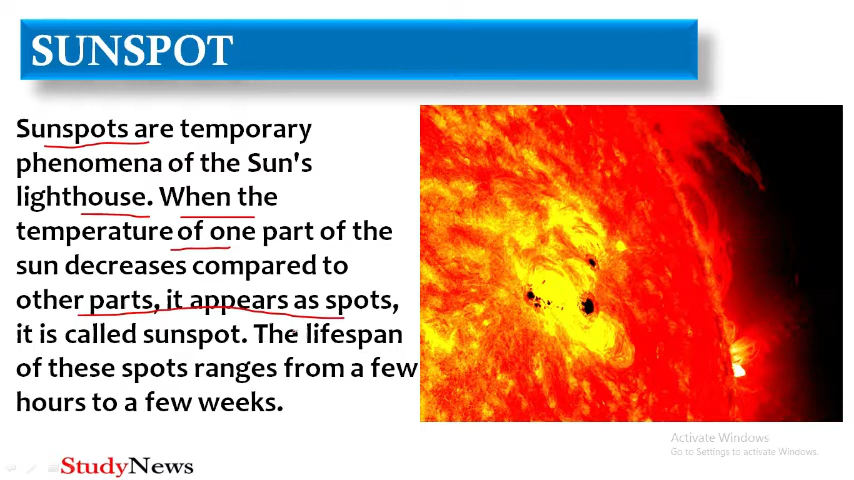 SUNSPOT
Sunspots are temporary
phenomena of the Sun's
lighthouse. When the
temperature of one part of the
sun decreases compared to
other parts, it appears as spots,
it is called sunspot. The lifespan
of these spots ranges from a few
hours to a few weeks.
Activate Windows
Go to Settings to activate Windows.
StudyNews